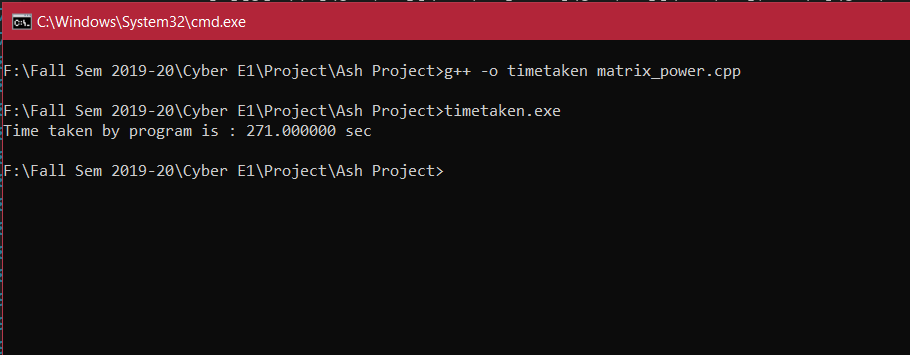 C:\Windows\System32\cmd.exe
F:\Fall Sem 2019-20\Cyber E1\Project\Ash Project>g++ -o timetaken matrix_power.cpp
F:\Fall Sem 2019-20\Cyber E1\Project\Ash Project>timetaken.exe
Time taken by program is : 271.000000 sec
F:\Fall Sem 2019-20\Cyber E1\Project\Ash Project>